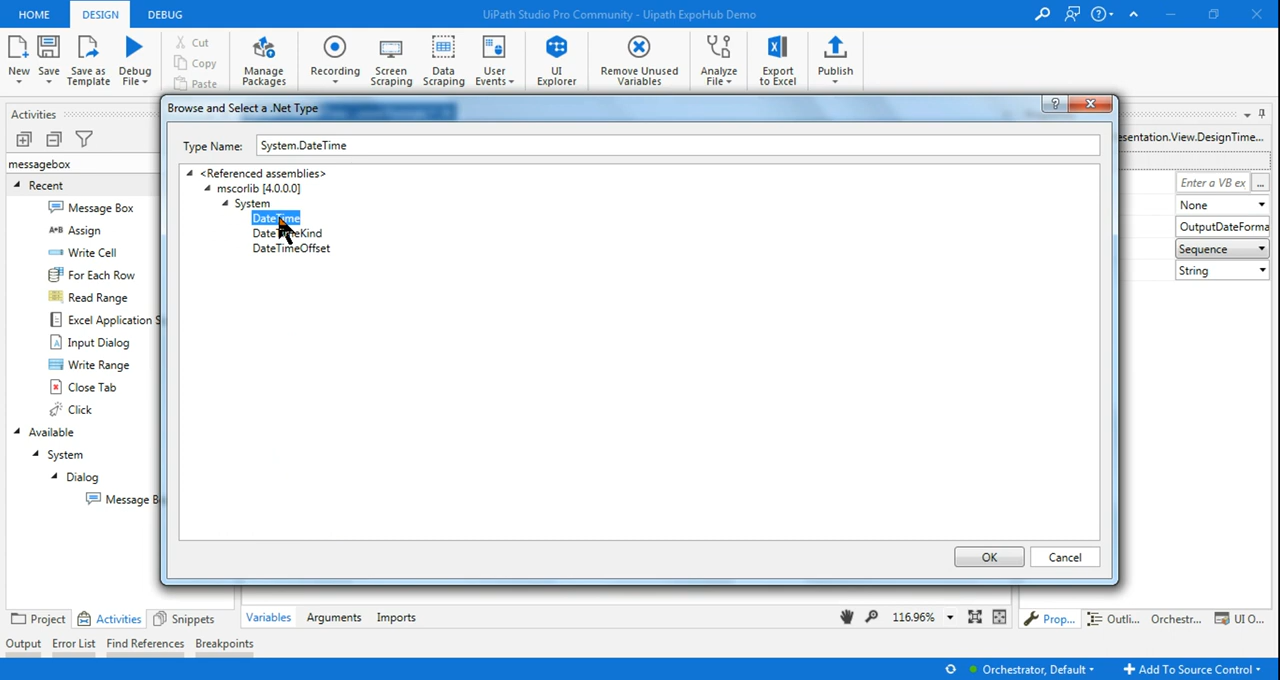 HOME DESIGN DEBUG UiPath Studio Pro Community - Uipath ExpoHub Demo
New Save Save as Template Debug File Cut Copy Paste Manage Packages Recording Screen Scraping Data Scraping User Events UI Explorer Remove Unused Variables Analyze File Export to Excel Publish
Activities
messagebox
Recent
Message Box
Assign
Write Cell
For Each Row
Read Range
Excel Application S
Input Dialog
Write Range
Close Tab
Click
Available
System
Dialog
Message B
Browse and Select a .Net Type
Type Name: System.DateTime
<Referenced assemblies>
mscorlib [4.0.0.0]
System
DateTime
DateTimeKind
DateTimeOffset
OK Cancel
esentation.View.DesignTime...
Enter a VB ex ...
None
OutputDateForma
Sequence
String
Project Activities Snippets Variables Arguments Imports 116.96% Prop... Outli... Orchestr... UI O...
Output Error List Find References Breakpoints
Orchestrator, Default Add To Source Control